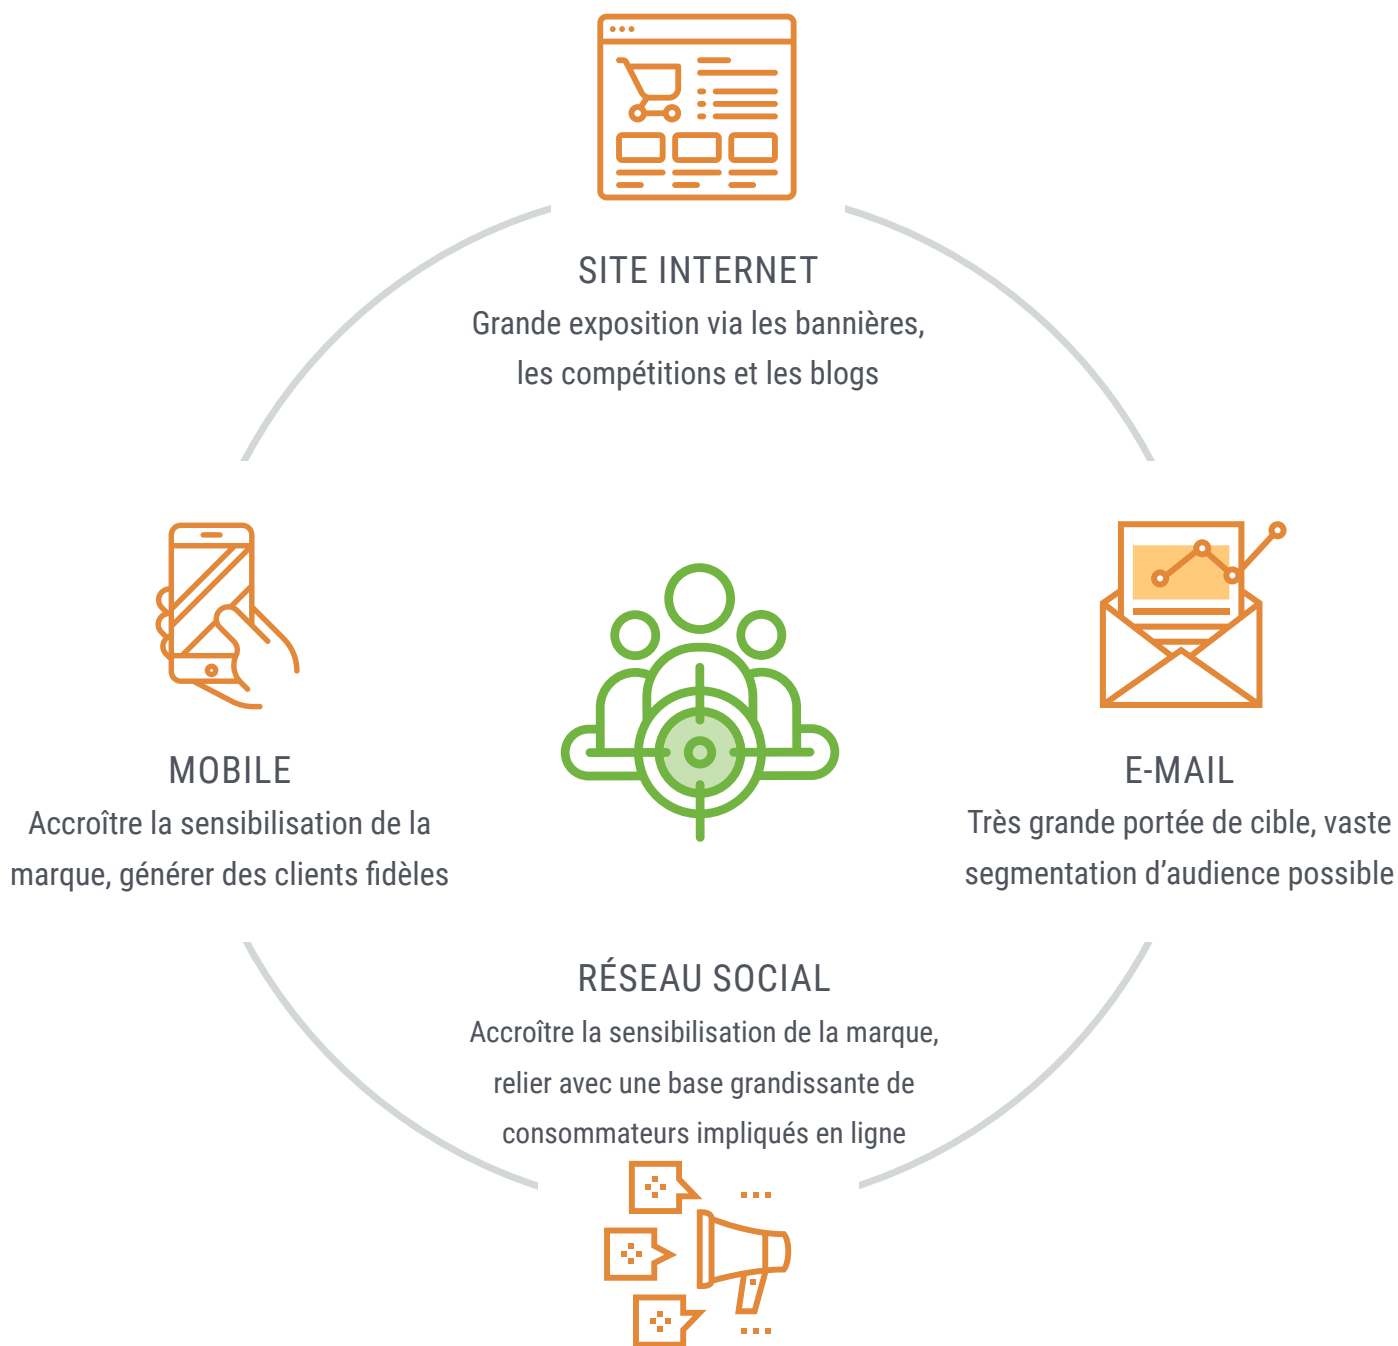 SITE INTERNET
Grande exposition via les bannières,
les compétitions et les blogs
MOBILE
Accroître la sensibilisation de la
marque, générer des clients fidèles
E-MAIL
Très grande portée de cible, vaste
segmentation d’audience possible
RÉSEAU SOCIAL
Accroître la sensibilisation de la marque,
relier avec une base grandissante de
consommateurs impliqués en ligne